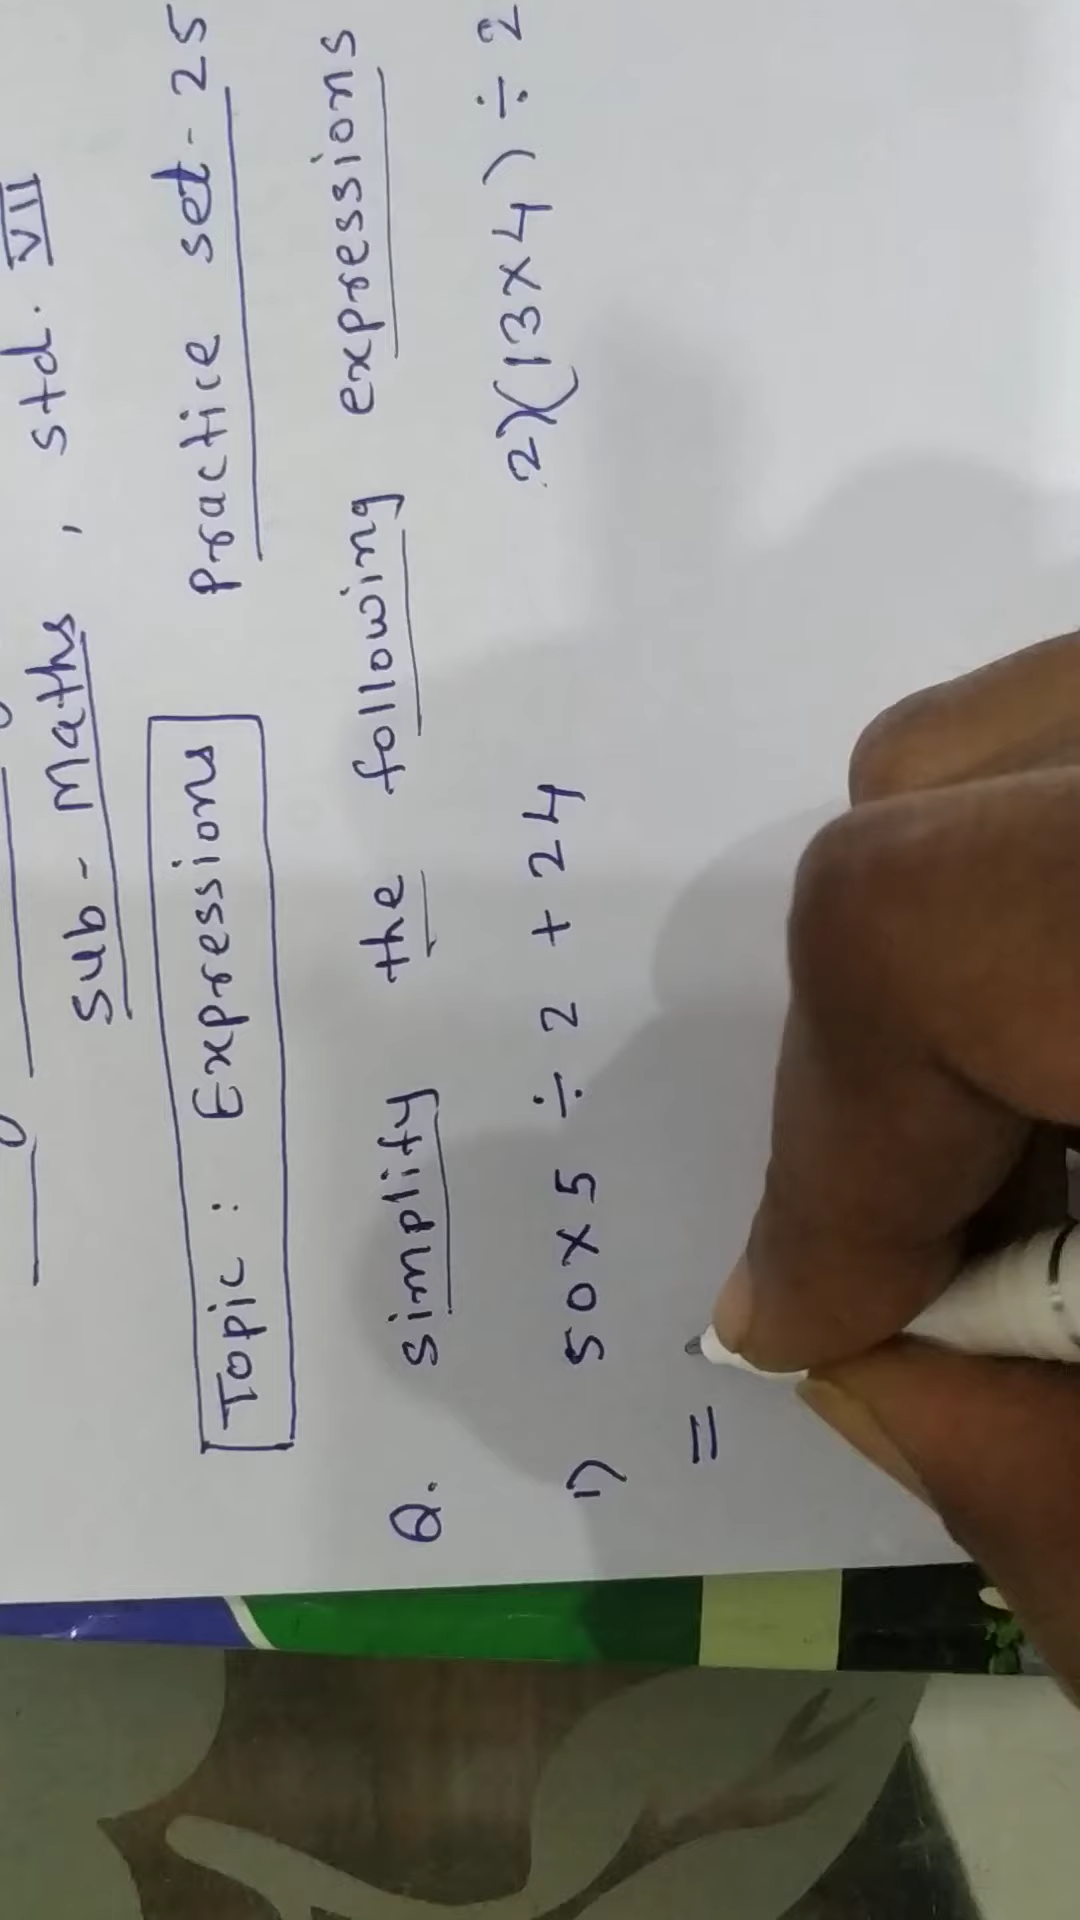 Sub - Maths , std. VII
Topic : Expressions Practice set - 25
Q. Simplify the following expressions
1) 50 × 5 ÷ 2 + 24 2) (13 × 4) ÷ 2
=